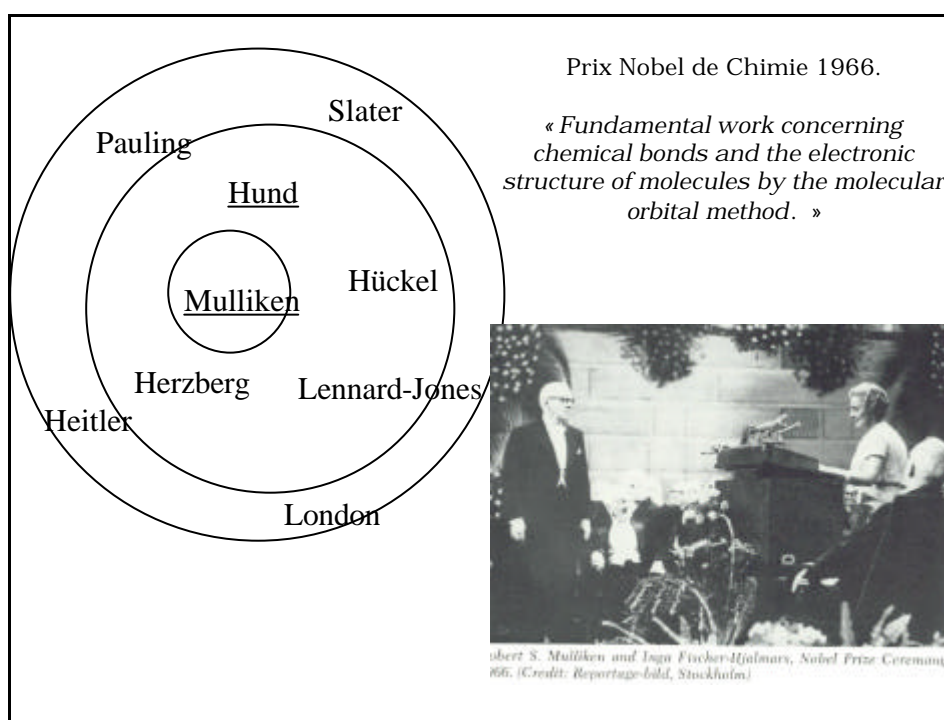 Slater
Pauling
Hund
Hückel
Mulliken
Herzberg
Lennard-Jones
Heitler
London
Prix Nobel de Chimie 1966.
« Fundamental work concerning
chemical bonds and the electronic
structure of molecules by the molecular
orbital method. »
obert S. Mulliken and Inga Fischer-Hjalmars, Nobel Prize Ceremony
966. (Credit: Reportage-bild, Stockholm)